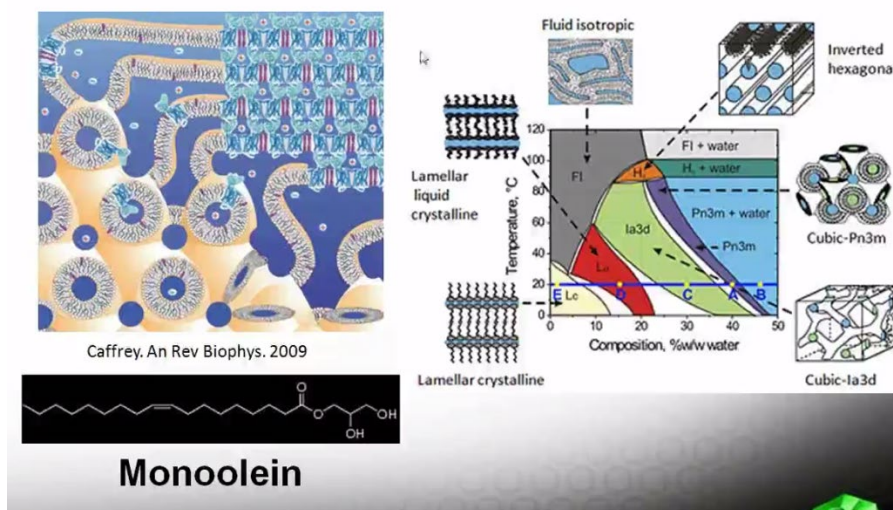 Caffrey. An Rev Biophys. 2009
O
O
OH
OH
Monoolein
Fluid isotropic
Inverted
hexagonal
Lamellar
liquid
crystalline
Lamellar crystalline
Cubic-Pn3m
Cubic-Ia3d
Temperature, °C
120
100
80
60
40
20
0
FI
FI + water
H + water
H
Pn3m + water
Ia3d
Pn3m
Lα
Lc
E
D
C
A
B
0
10
20
30
40
50
Composition, %w/w water